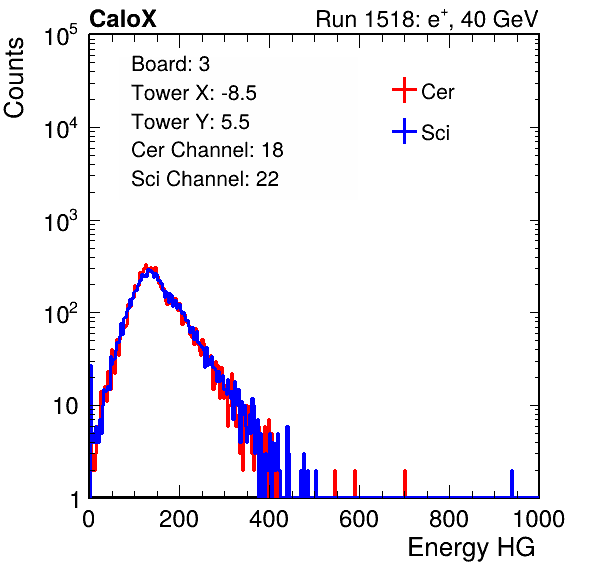 CaloX Run 1518: e⁺, 40 GeV
Counts
Board: 3
Tower X: -8.5
Tower Y: 5.5
Cer Channel: 18
Sci Channel: 22
Cer
Sci
10⁵
10⁴
10³
10²
10
1
0 200 400 600 800 1000
Energy HG